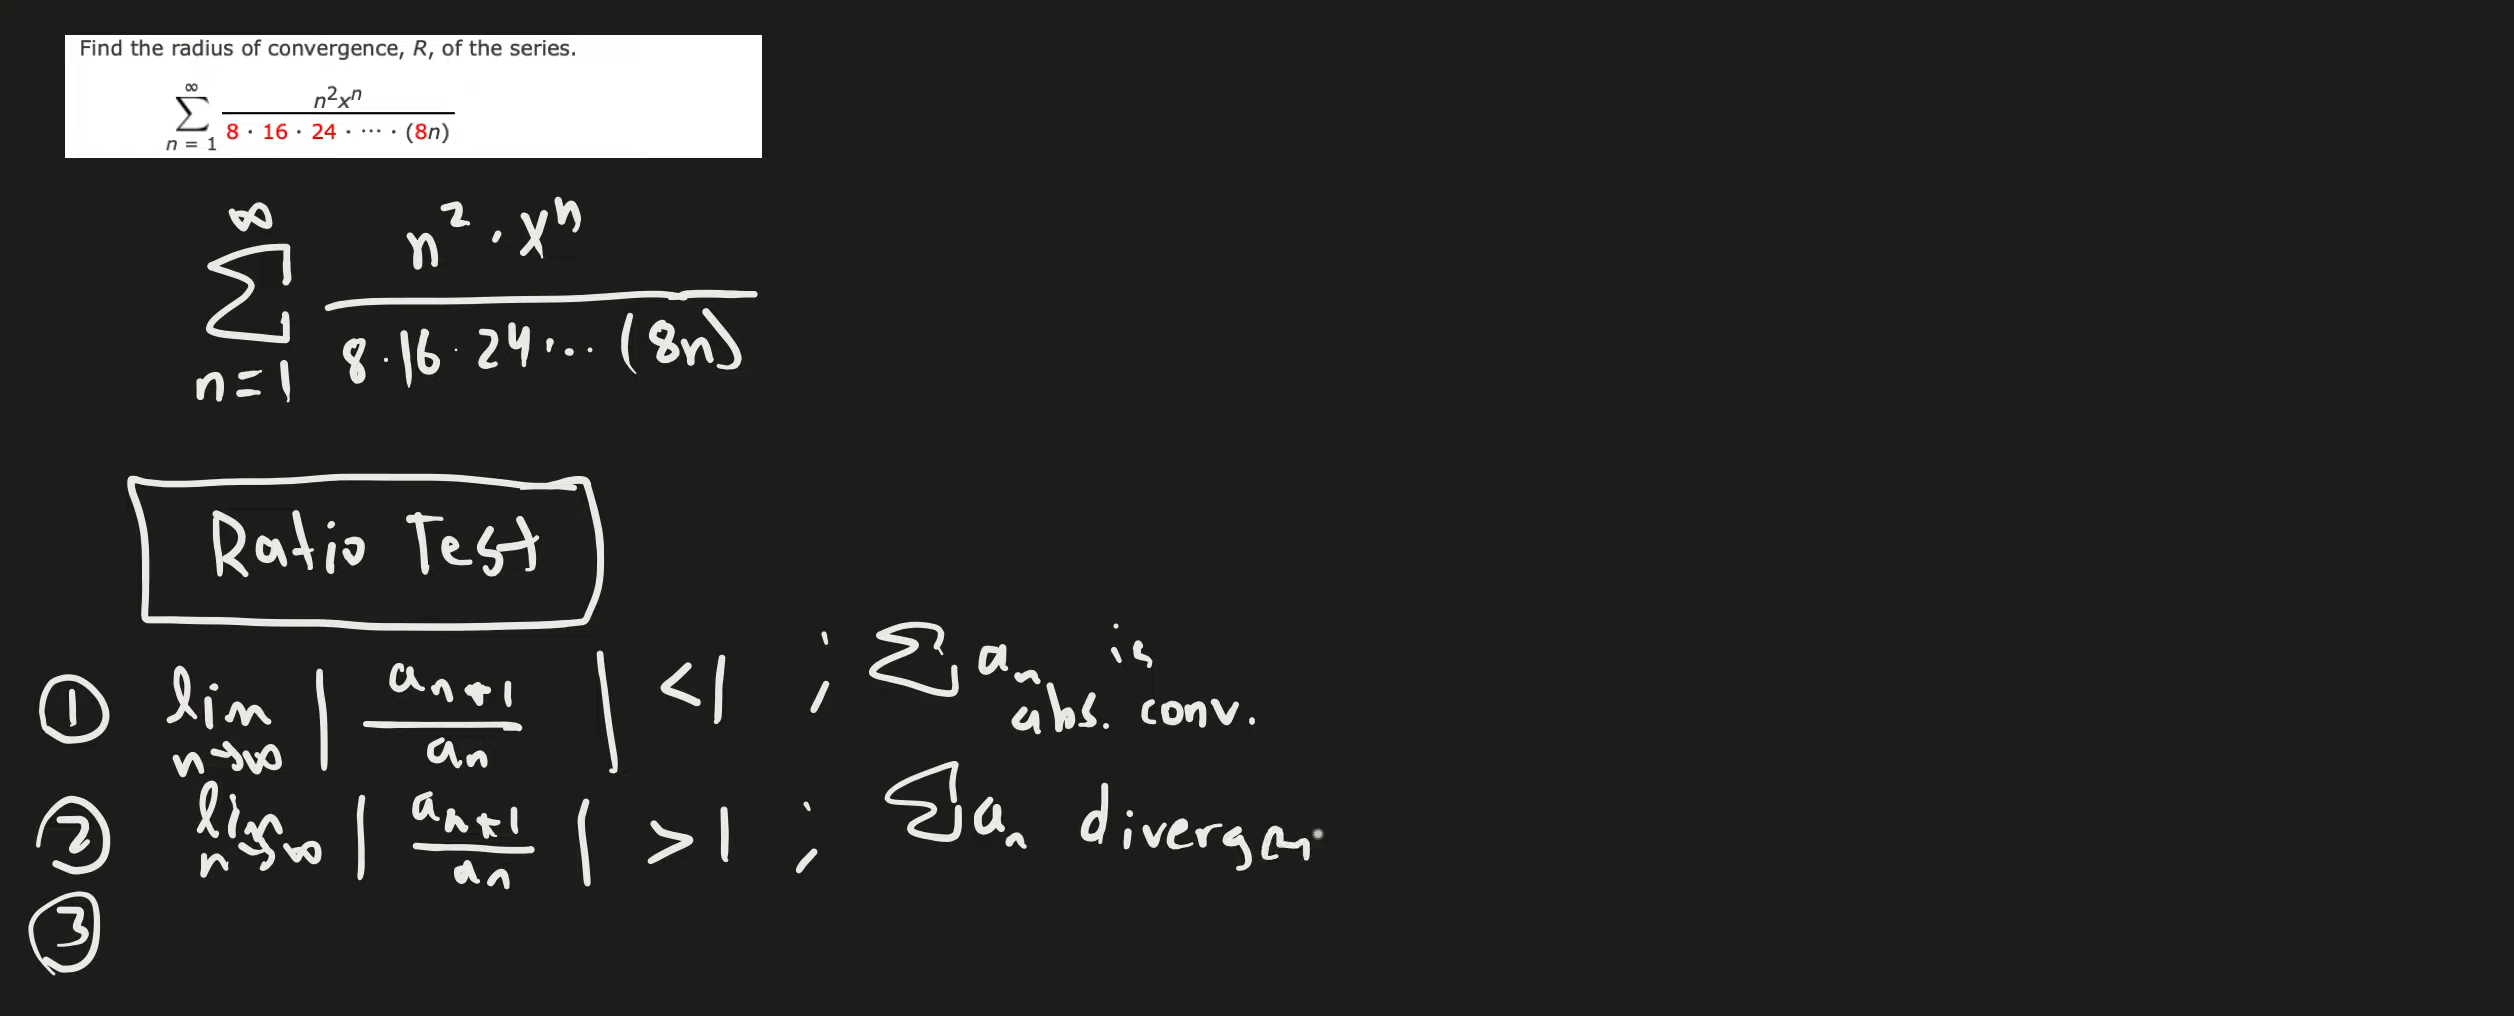 Find the radius of convergence, R, of the series.
∞
∑ n²xⁿ / 8 · 16 · 24 · ⋯ · (8n)
n = 1
∞
∑ n² · xⁿ / 8 · 16 · 24 ... (8n)
n=1
Ratio Test
① lim n→∞ | aₙ₊₁ / aₙ | <1 ; ∑ aₙ is
abs. conv.
② lim n→∞ | aₙ₊₁ / aₙ | >1 ; ∑ aₙ divergen
③